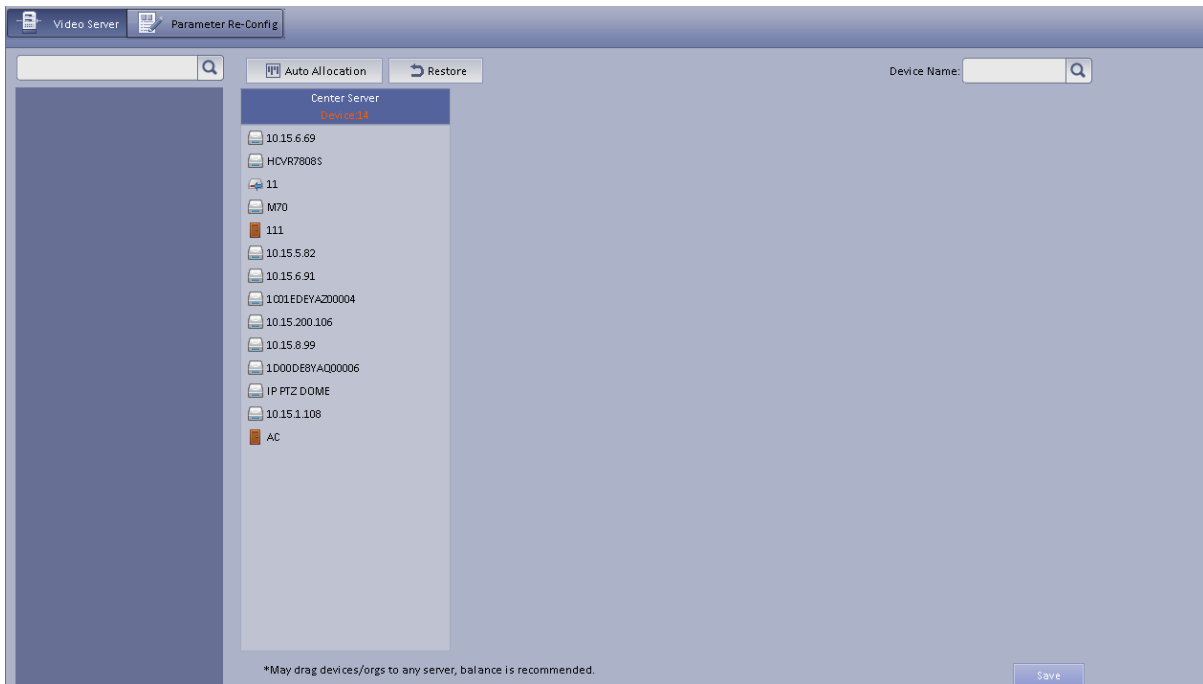 Video Server
Parameter Re-Config
Auto Allocation
Restore
Device Name:
Center Server
Device:14
10.15.6.69
HCVR7808S
11
M70
111
10.15.5.82
10.15.6.91
1C01EDEYAZ00004
10.15.200.106
10.15.8.99
1D00DE8YAQ00006
IP PTZ DOME
10.15.1.108
AC
*May drag devices/orgs to any server, balance is recommended.
Save